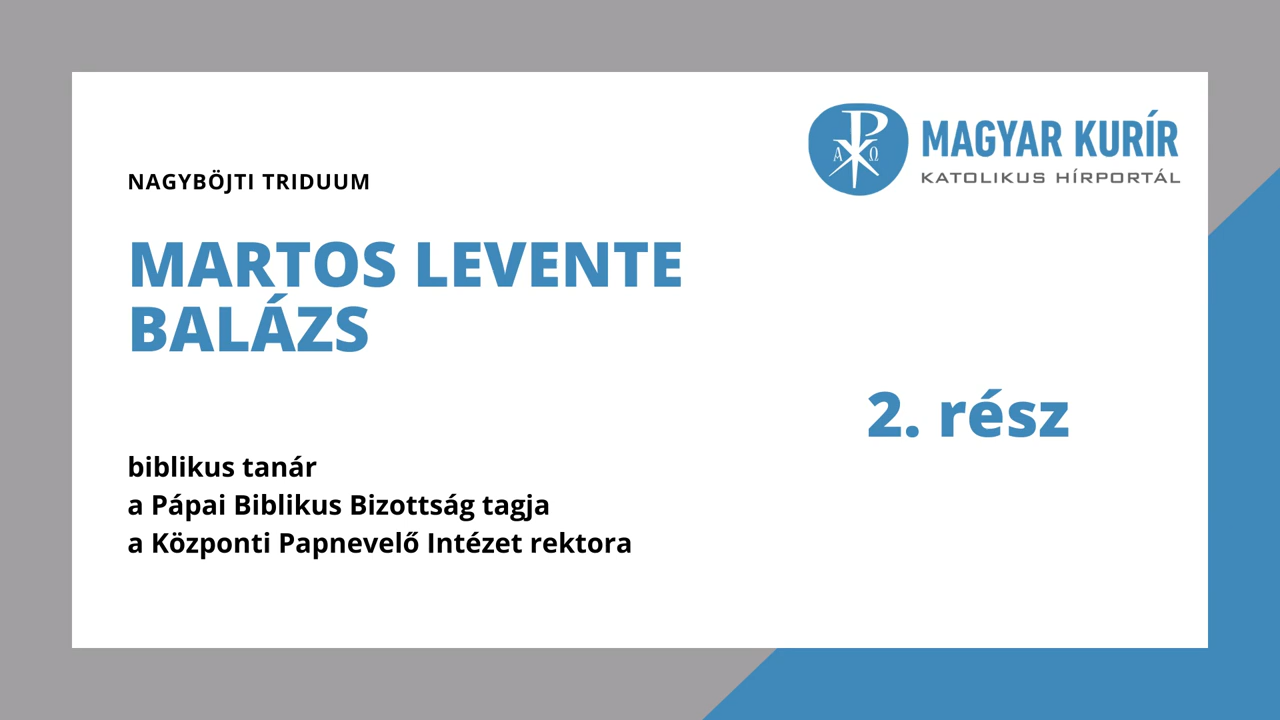 MAGYAR KURÍR
KATOLIKUS HÍRPORTÁL
Α Ω
NAGYBÖJTI TRIDUUM
MARTOS LEVENTE
BALÁZS
2. rész
biblikus tanár
a Pápai Biblikus Bizottság tagja
a Központi Papnevelő Intézet rektora